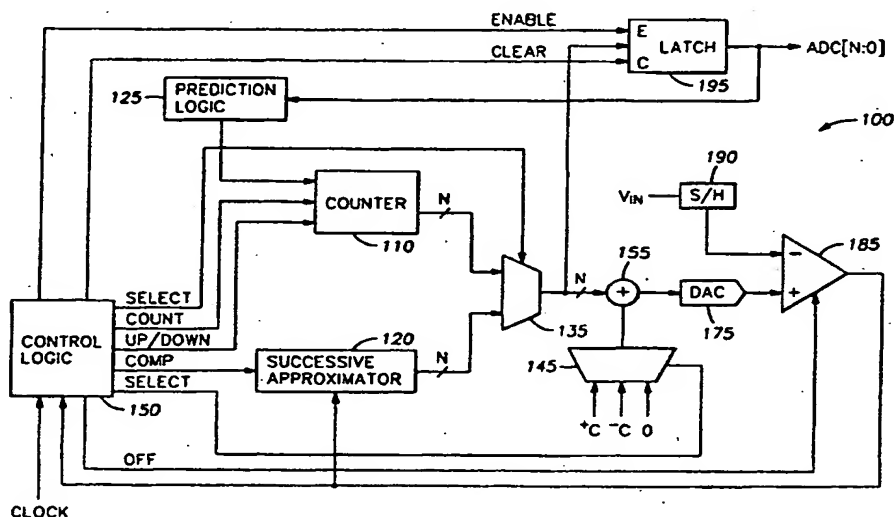 ENABLE
CLEAR
E
C
LATCH
195
ADC[N:0]
125
PREDICTION
LOGIC
100
190
S/H
VIN
COUNTER
110
N
185
−
+
155
+
N
DAC
175
135
SELECT
COUNT
UP/DOWN
COMP
SELECT
CONTROL
LOGIC
150
120
SUCCESSIVE
APPROXIMATOR
N
145
+C
−C
0
OFF
CLOCK